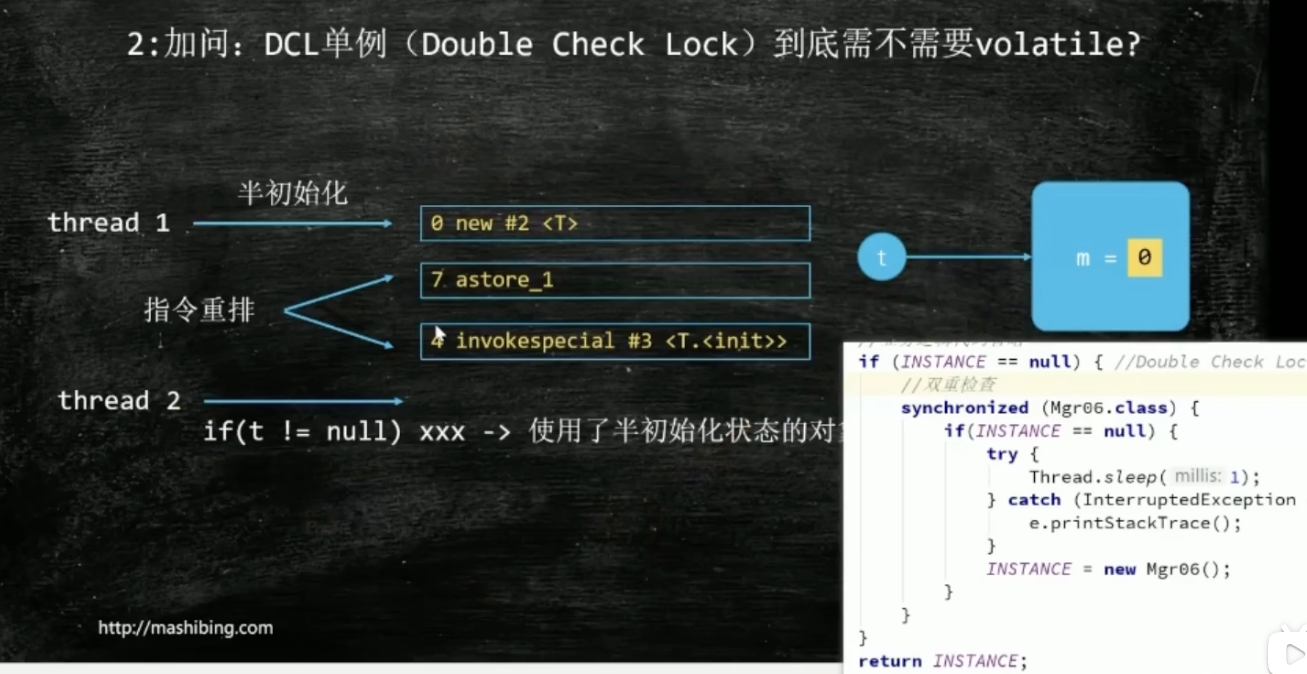 2:加问：DCL单例（Double Check Lock）到底需不需要volatile?
半初始化
thread 1
0 new #2 <T>
t
m = 0
7 astore_1
指令重排
4 invokespecial #3 <T.<init>>
thread 2
if(t != null) xxx -> 使用了半初始化状态的对
if (INSTANCE == null) { //Double Check Loc
//双重检查
synchronized (Mgr06.class) {
if(INSTANCE == null) {
try {
Thread.sleep( millis: 1);
} catch (InterruptedException
e.printStackTrace();
}
INSTANCE = new Mgr06();
}
}
}
return INSTANCE;
http://mashibing.com